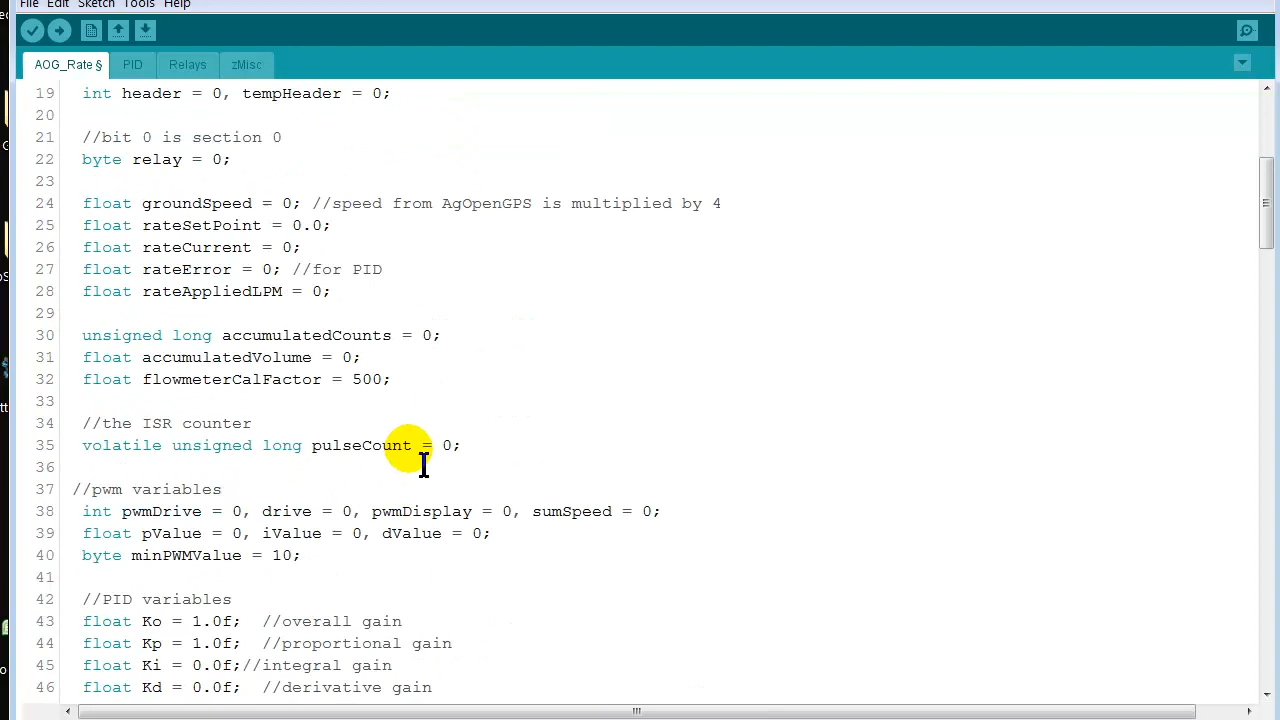 File Edit Sketch Tools Help
AOG_Rate § PID Relays zMisc
19 int header = 0, tempHeader = 0;
20
21 //bit 0 is section 0
22 byte relay = 0;
23
24 float groundSpeed = 0; //speed from AgOpenGPS is multiplied by 4
25 float rateSetPoint = 0.0;
26 float rateCurrent = 0;
27 float rateError = 0; //for PID
28 float rateAppliedLPM = 0;
29
30 unsigned long accumulatedCounts = 0;
31 float accumulatedVolume = 0;
32 float flowmeterCalFactor = 500;
33
34 //the ISR counter
35 volatile unsigned long pulseCount = 0;
36
37 //pwm variables
38 int pwmDrive = 0, drive = 0, pwmDisplay = 0, sumSpeed = 0;
39 float pValue = 0, iValue = 0, dValue = 0;
40 byte minPWMValue = 10;
41
42 //PID variables
43 float Ko = 1.0f; //overall gain
44 float Kp = 1.0f; //proportional gain
45 float Ki = 0.0f;//integral gain
46 float Kd = 0.0f; //derivative gain